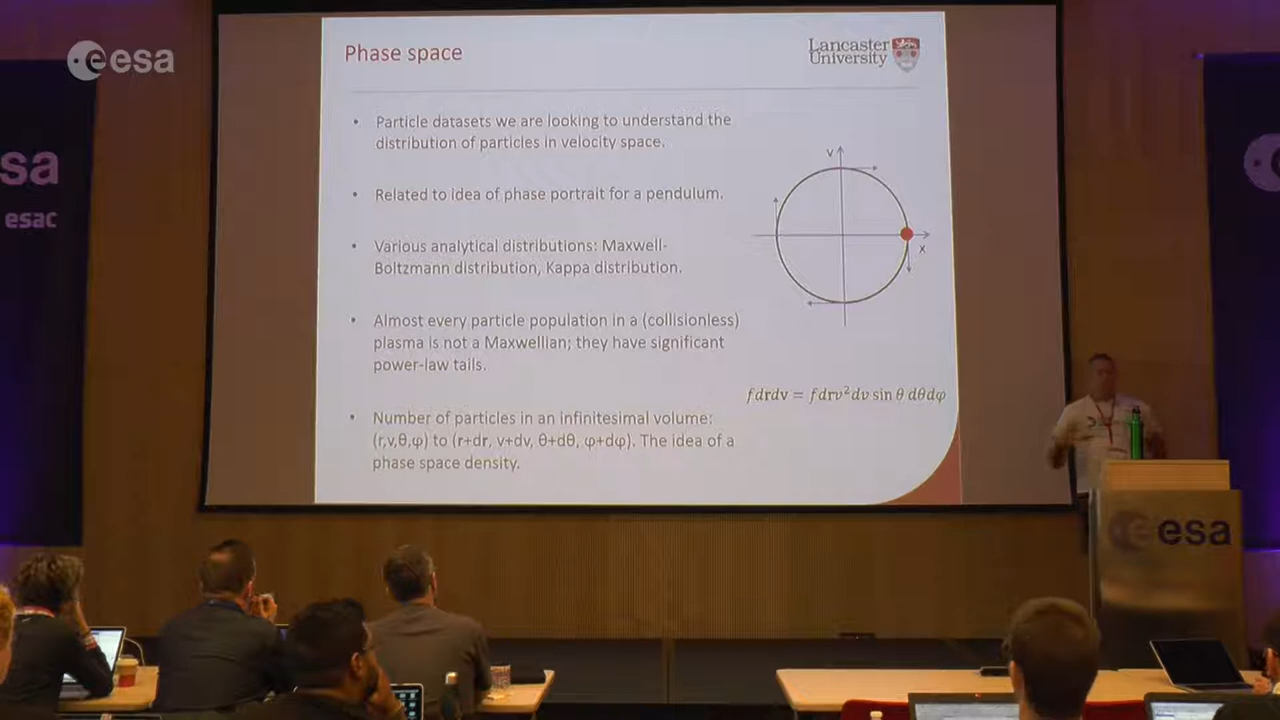 esa
sa
esac
Phase space
Lancaster
University
• Particle datasets we are looking to understand the
distribution of particles in velocity space.
• Related to idea of phase portrait for a pendulum.
• Various analytical distributions: Maxwell-
Boltzmann distribution, Kappa distribution.
• Almost every particle population in a (collisionless)
plasma is not a Maxwellian; they have significant
power-law tails.
• Number of particles in an infinitesimal volume:
(r,v,θ,φ) to (r+dr, v+dv, θ+dθ, φ+dφ). The idea of a
phase space density.
v
x
fdrdv = fdrv²dv sin θ dθdφ
esa